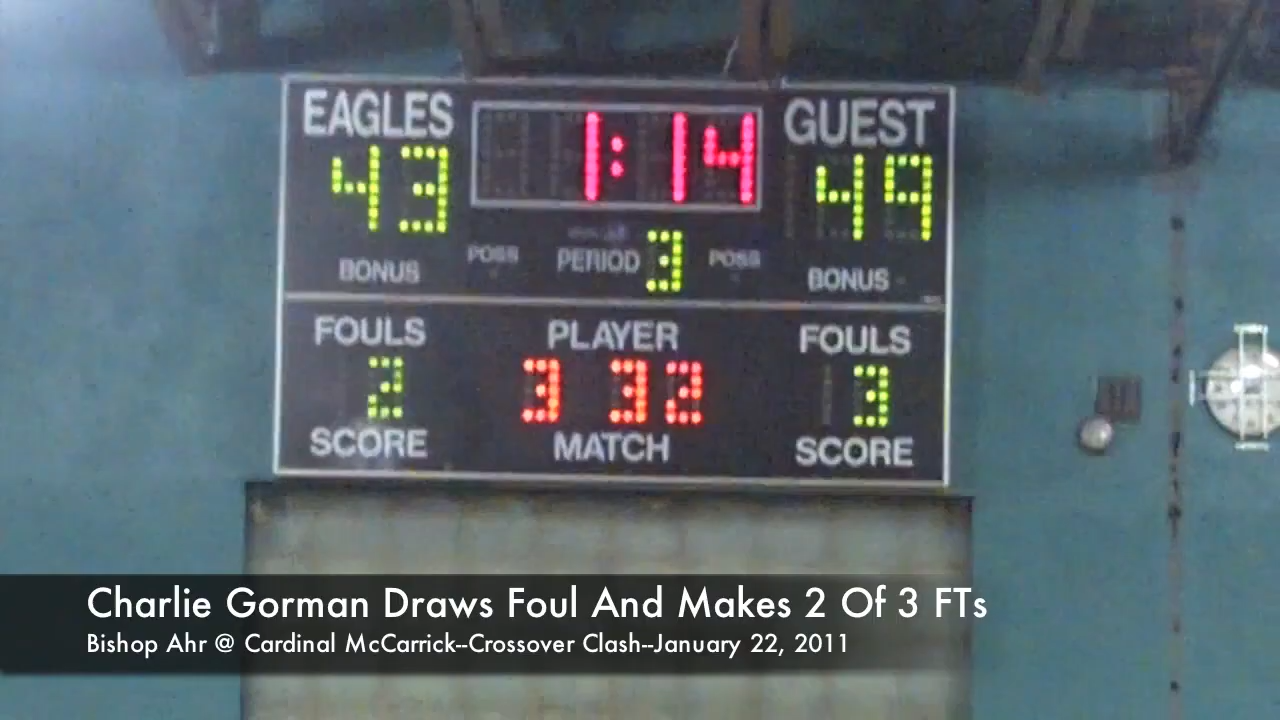 EAGLES 1:14 GUEST
43 49
POSS PERIOD 3 POSS
BONUS BONUS
FOULS PLAYER FOULS
2 3 32 3
SCORE MATCH SCORE
Charlie Gorman Draws Foul And Makes 2 Of 3 FTs
Bishop Ahr @ Cardinal McCarrick--Crossover Clash--January 22, 2011